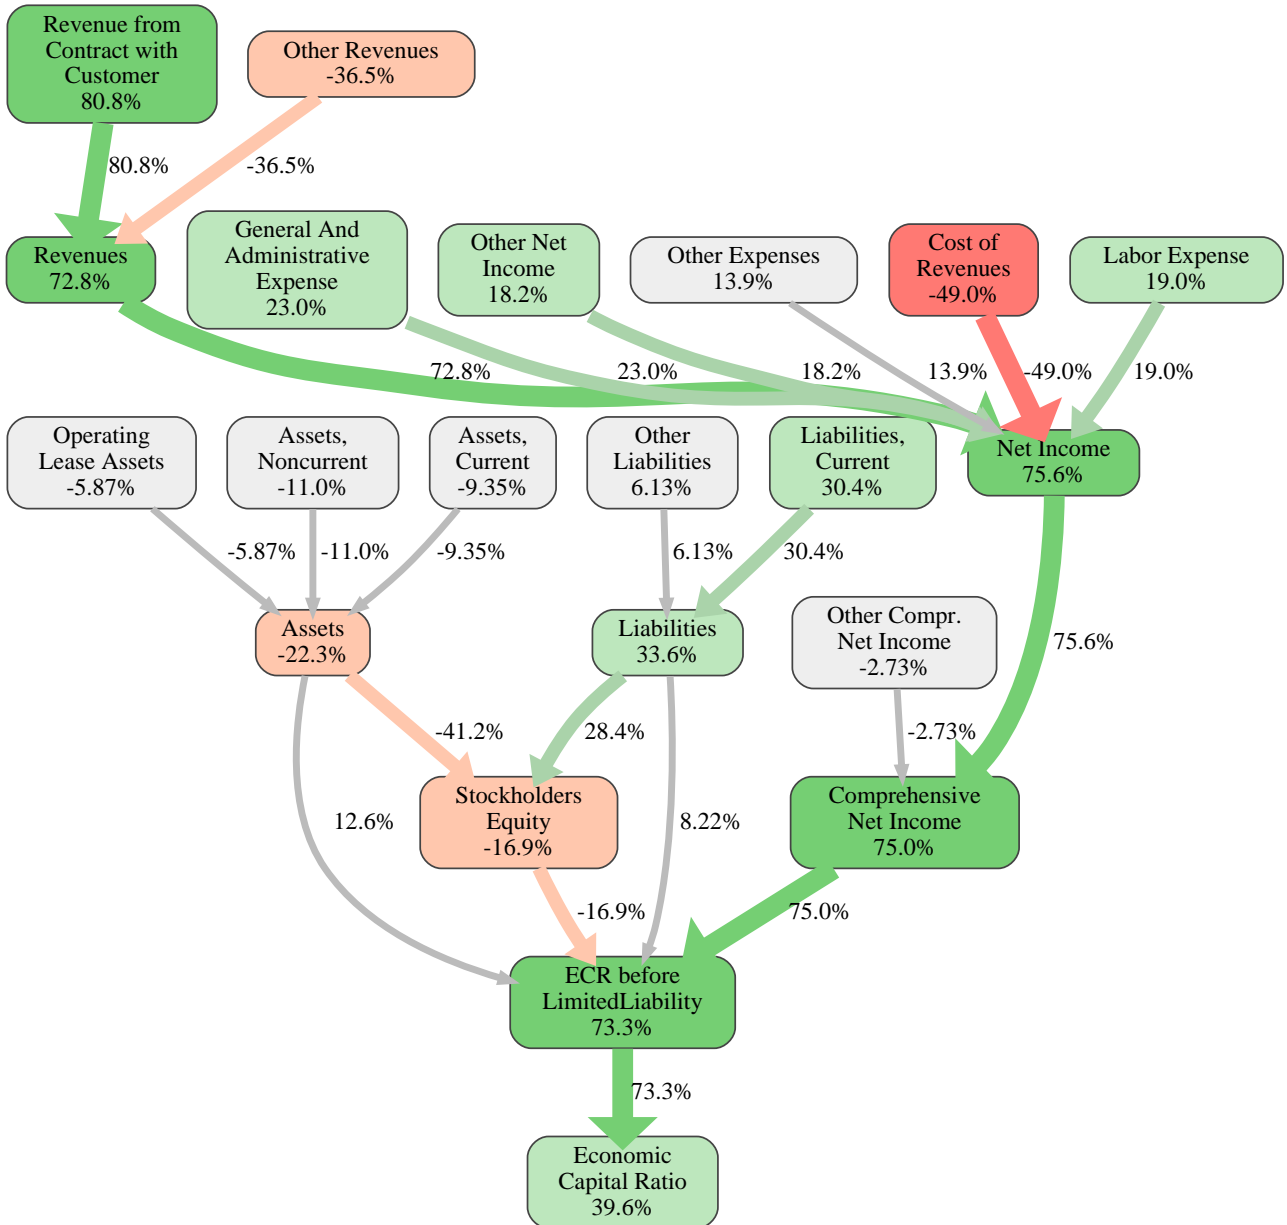 Revenue from
Contract with
Customer
80.8%
Other Revenues
-36.5%
80.8%
-36.5%
Revenues
72.8%
General And
Administrative
Expense
23.0%
Other Net
Income
18.2%
Other Expenses
13.9%
Cost of
Revenues
-49.0%
Labor Expense
19.0%
72.8%
23.0%
18.2%
13.9%
-49.0%
19.0%
Operating
Lease Assets
-5.87%
Assets,
Noncurrent
-11.0%
Assets,
Current
-9.35%
Other
Liabilities
6.13%
Liabilities,
Current
30.4%
Net Income
75.6%
-5.87%
-11.0%
-9.35%
6.13%
30.4%
Assets
-22.3%
Liabilities
33.6%
Other Compr.
Net Income
-2.73%
75.6%
-41.2%
28.4%
-2.73%
12.6%
Stockholders
Equity
-16.9%
8.22%
Comprehensive
Net Income
75.0%
-16.9%
75.0%
ECR before
LimitedLiability
73.3%
73.3%
Economic
Capital Ratio
39.6%